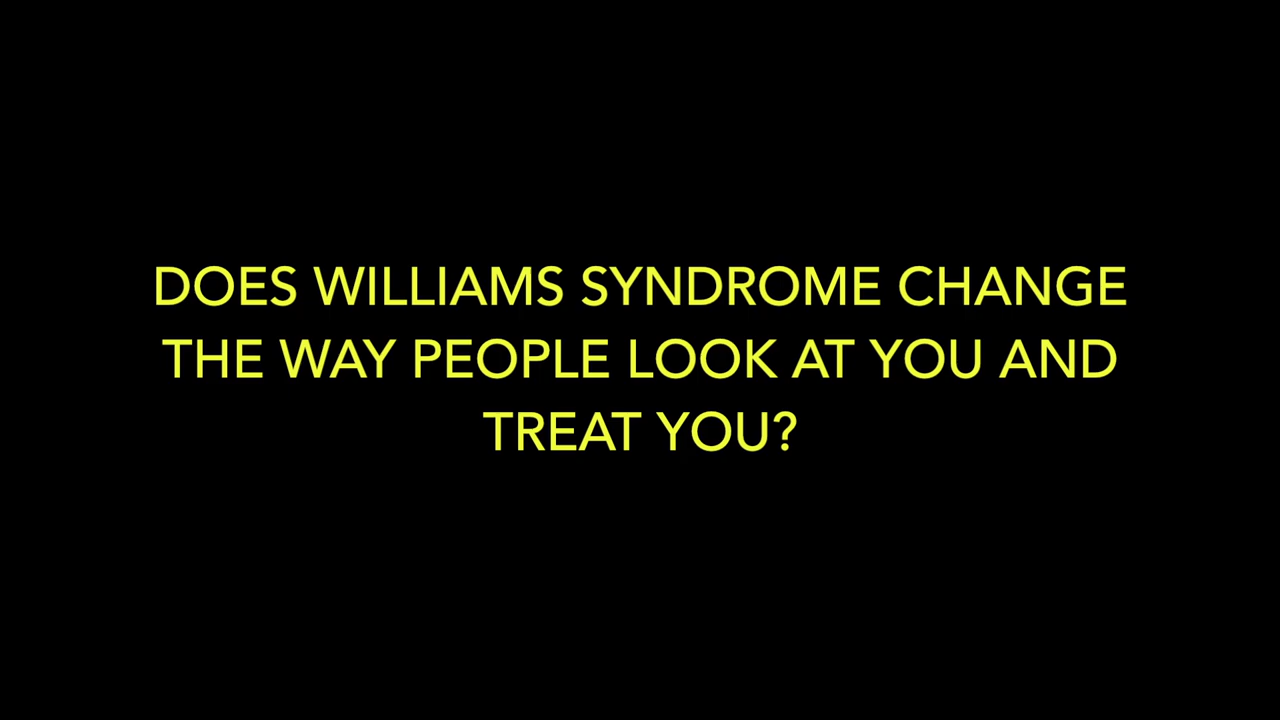 DOES WILLIAMS SYNDROME CHANGE
THE WAY PEOPLE LOOK AT YOU AND
TREAT YOU?